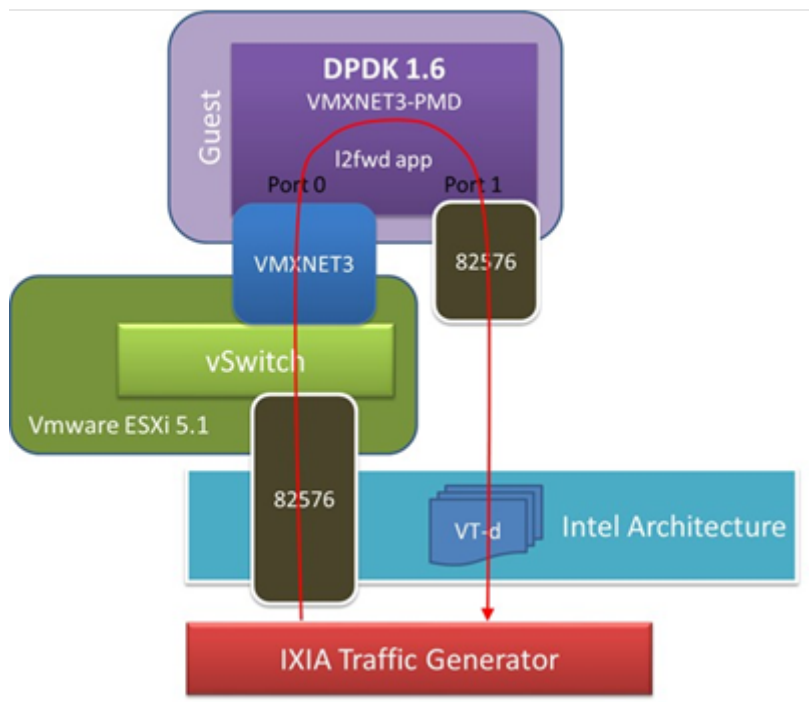 DPDK 1.6
VMXNET3-PMD
Guest
l2fwd app
Port 0
Port 1
VMXNET3
82576
vSwitch
Vmware ESXi 5.1
82576
VT-d
Intel Architecture
IXIA Traffic Generator